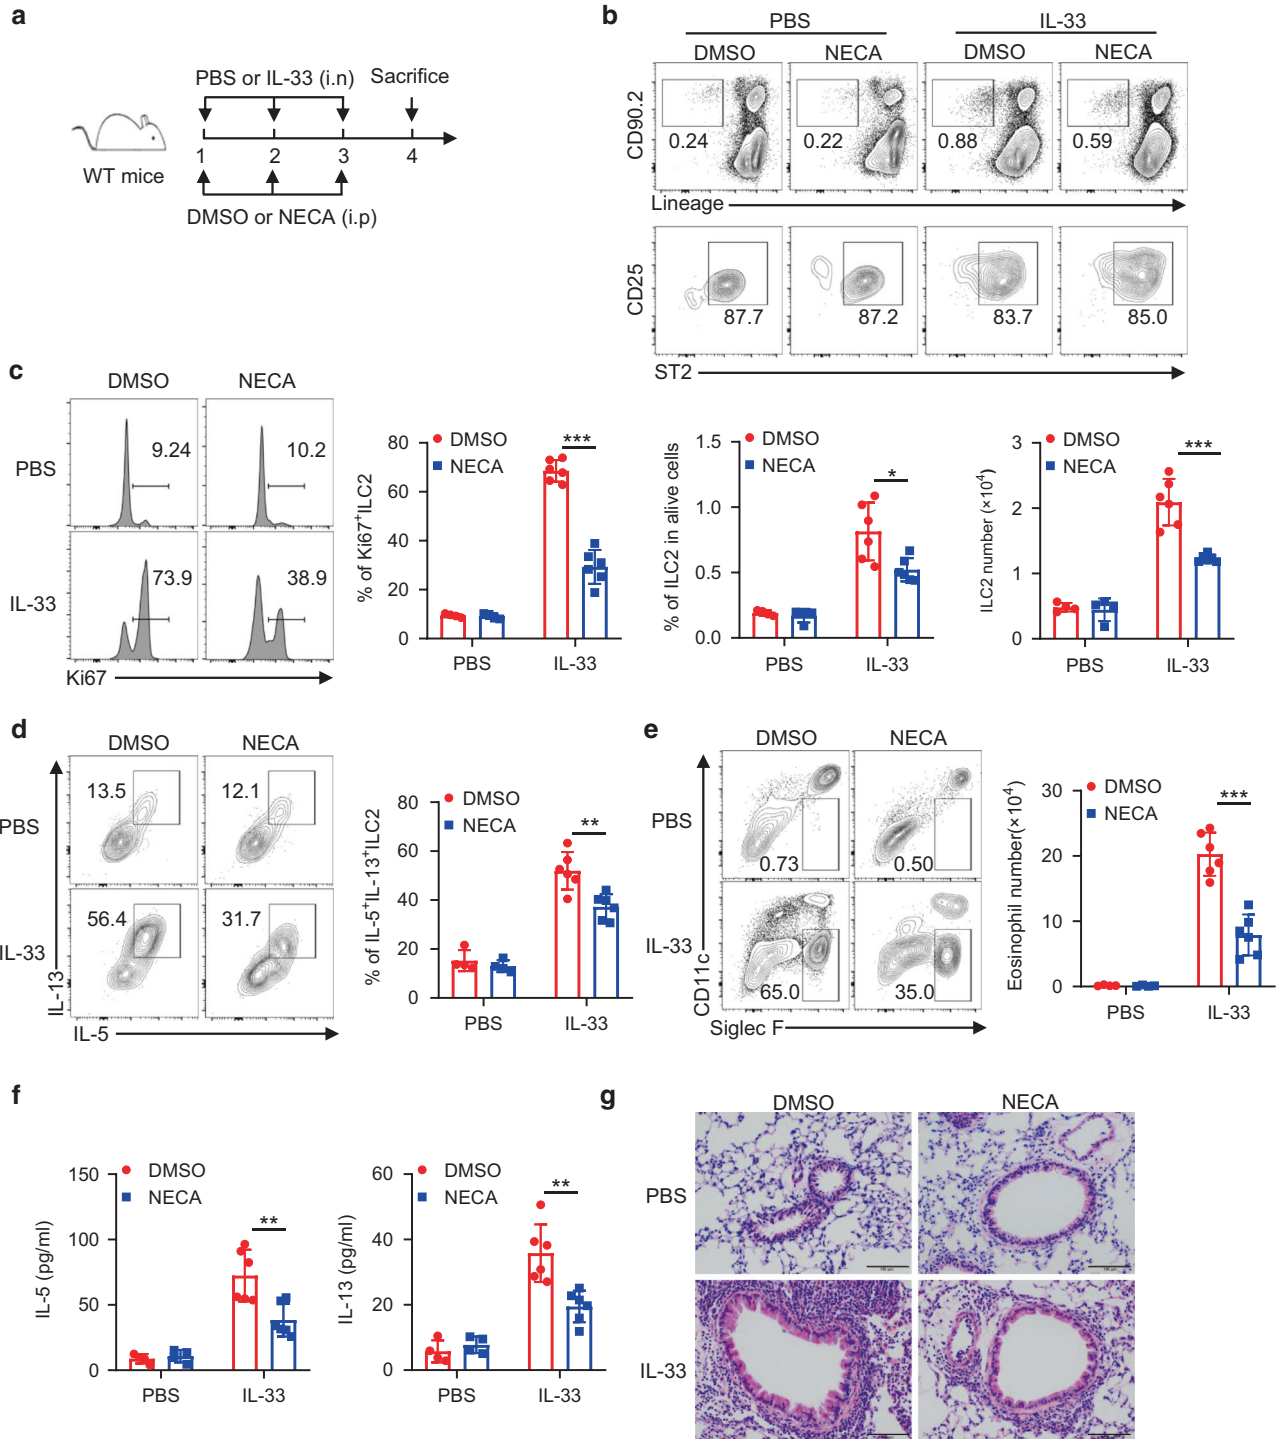 a
PBS or IL-33 (i.n)
Sacrifice
1 2 3 4
WT mice
DMSO or NECA (i.p)
b
PBS IL-33
DMSO NECA DMSO NECA
CD90.2
0.24 0.22 0.88 0.59
Lineage
CD25
87.7 87.2 83.7 85.0
ST2
% of ILC2 in alive cells
1.5
1.0
0.5
0.0
DMSO
NECA
*
PBS IL-33
ILC2 number (×10⁴)
3
2
1
0
DMSO
NECA
***
PBS IL-33
c
DMSO NECA
PBS
9.24 10.2
IL-33
73.9 38.9
Ki67
% of Ki67⁺ILC2
80
60
40
20
0
DMSO
NECA
***
PBS IL-33
d
DMSO NECA
PBS
13.5 12.1
IL-33
56.4 31.7
IL-13
IL-5
% of IL-5⁺IL-13⁺ILC2
80
60
40
20
0
DMSO
NECA
**
PBS IL-33
e
DMSO NECA
PBS
0.73 0.50
IL-33
65.0 35.0
CD11c
Siglec F
Eosinophil number(×10⁴)
30
20
10
0
DMSO
NECA
***
PBS IL-33
f
IL-5 (pg/ml)
150
100
50
0
DMSO
NECA
**
PBS IL-33
IL-13 (pg/ml)
60
40
20
0
DMSO
NECA
**
PBS IL-33
g
DMSO NECA
PBS
IL-33